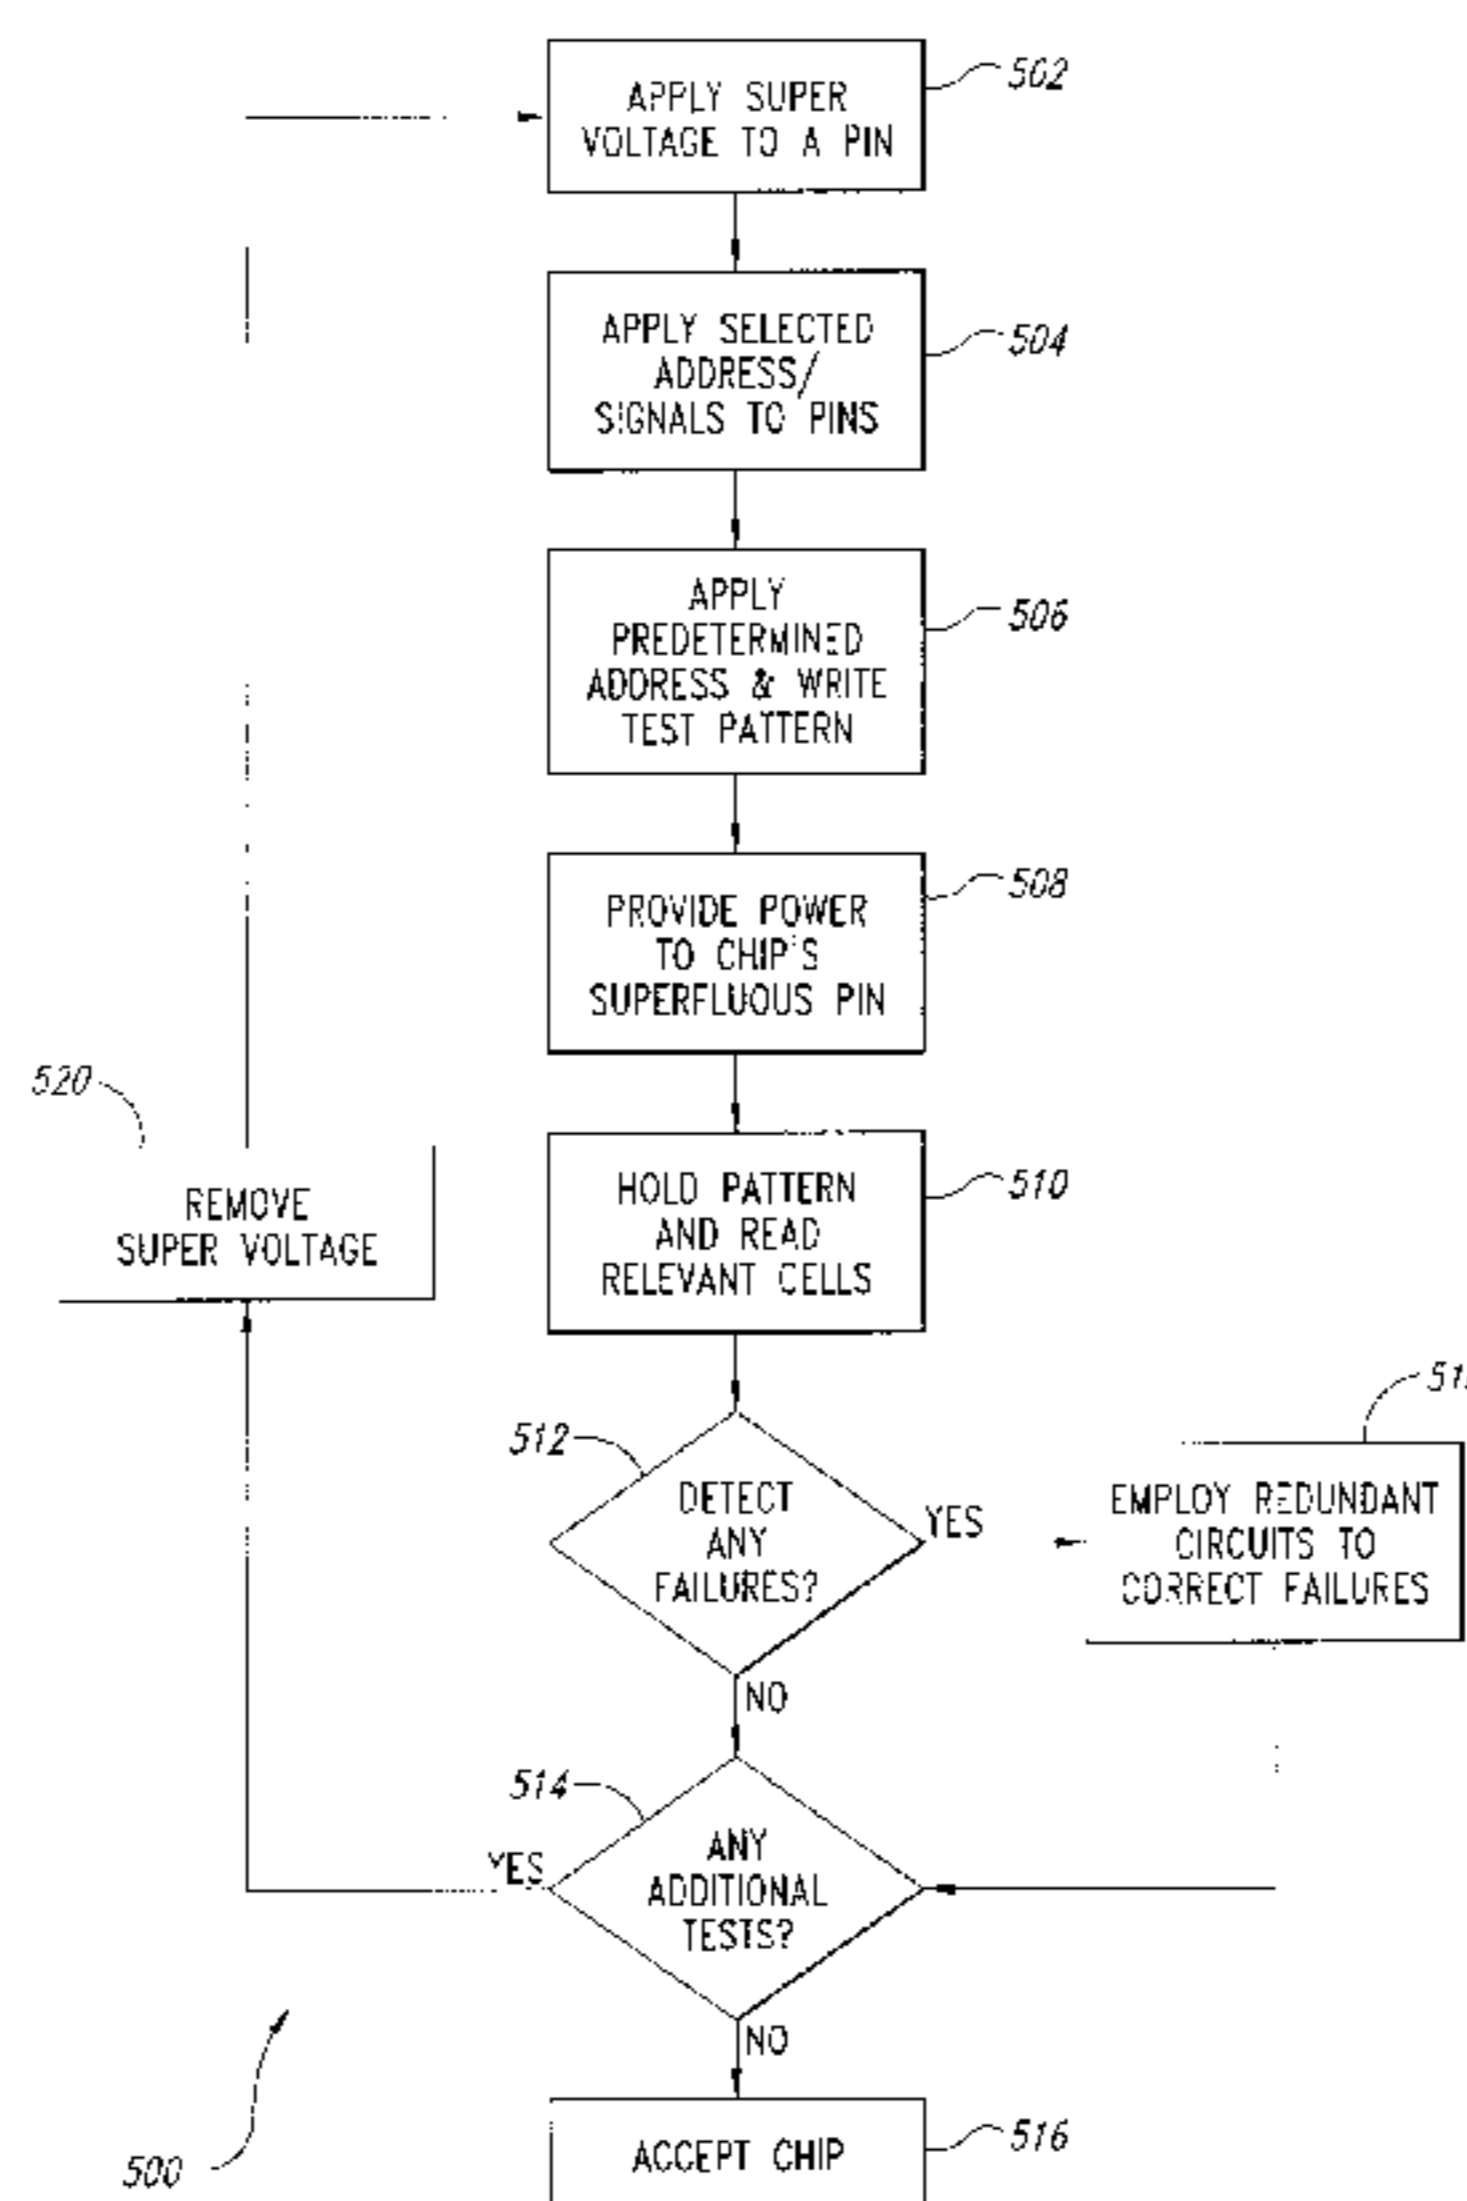 502
APPLY SUPER
VOLTAGE TO A PIN
504
APPLY SELECTED
ADDRESS/
SIGNALS TO PINS
506
APPLY
PREDETERMINED
ADDRESS & WRITE
TEST PATTERN
508
PROVIDE POWER
TO CHIP'S
SUPERFLUOUS PIN
520
REMOVE
SUPER VOLTAGE
510
HOLD PATTERN
AND READ
RELEVANT CELLS
512
DETECT
ANY
FAILURES?
YES
NO
EMPLOY REDUNDANT
CIRCUITS TO
CORRECT FAILURES
514
ANY
ADDITIONAL
TESTS?
YES
NO
516
ACCEPT CHIP
500